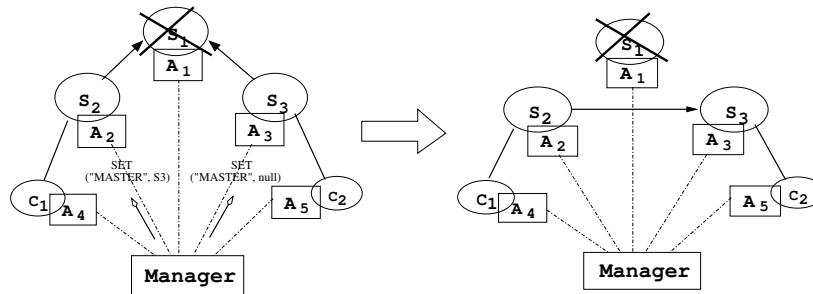 S1
A1
S2
A2
S3
A3
SET
("MASTER", S3)
SET
("MASTER", null)
C1
A4
A5
C2
Manager
S1
A1
S2
A2
S3
A3
C1
A4
A5
C2
Manager